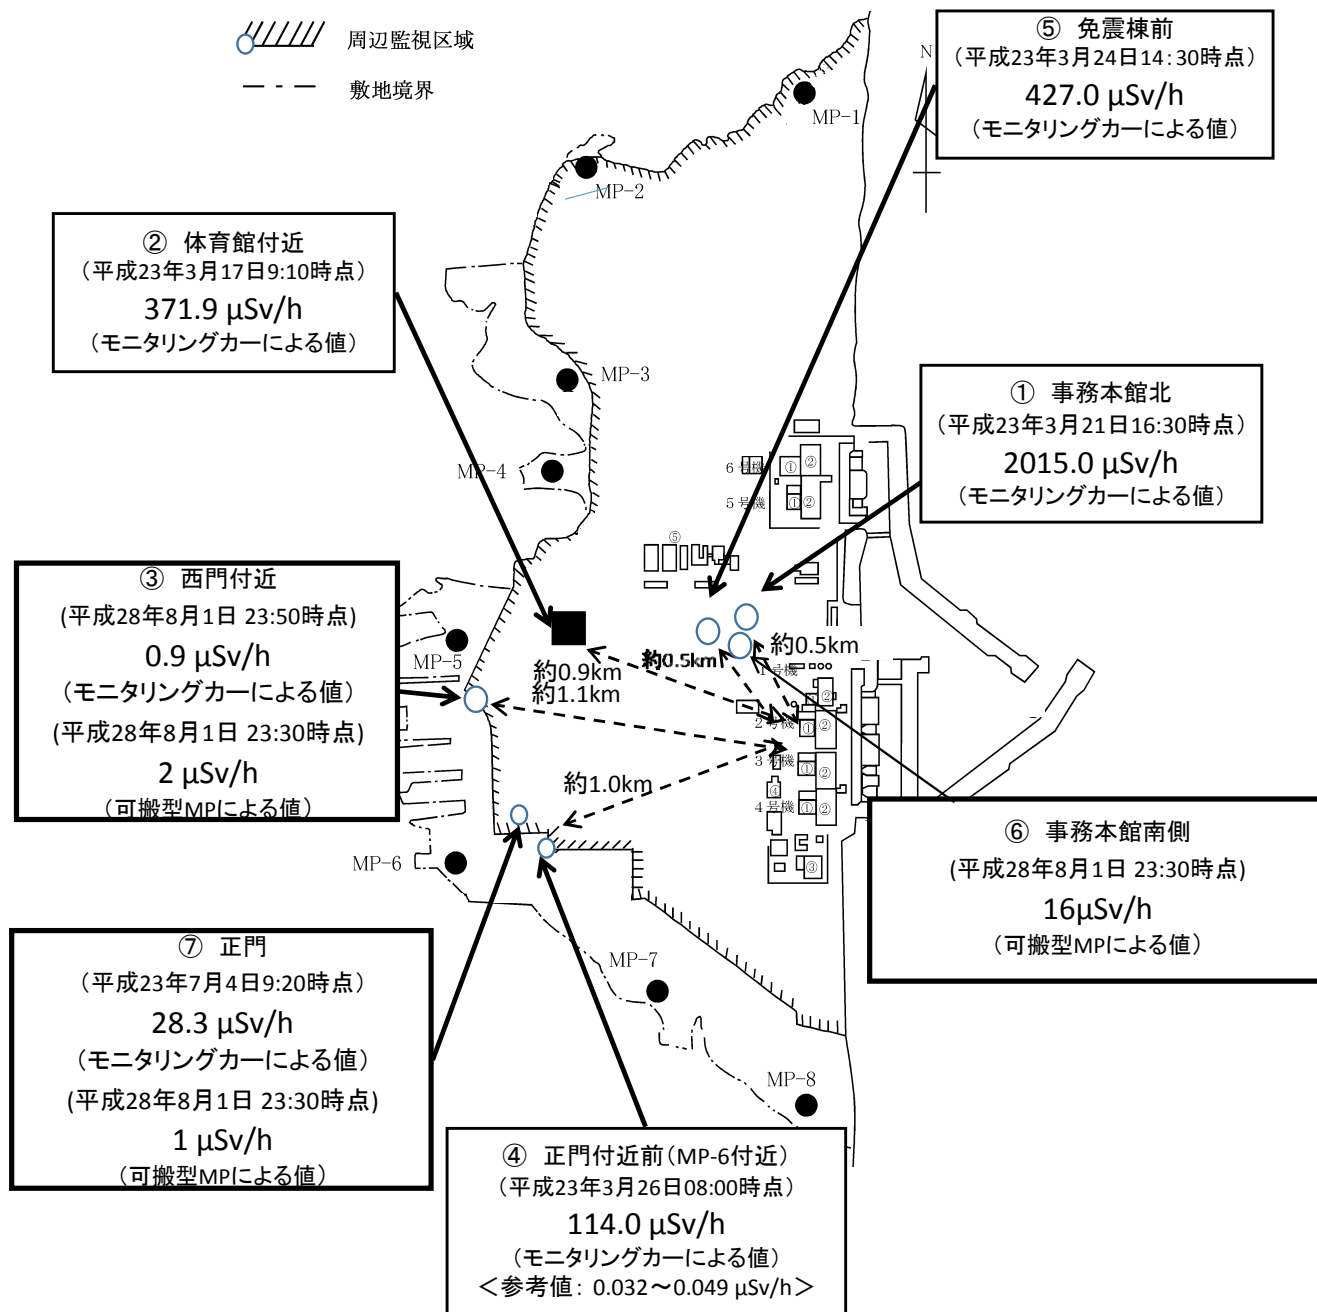 周辺監視区域
敷地境界
⑤ 免震棟前
(平成23年3月24日14:30時点)
427.0 μSv/h
(モニタリングカーによる値)
N
MP-1
MP-2
② 体育館付近
(平成23年3月17日9:10時点)
371.9 μSv/h
(モニタリングカーによる値)
MP-3
MP-4
① 事務本館北
(平成23年3月21日16:30時点)
2015.0 μSv/h
(モニタリングカーによる値)
6号機
① ②
5号機
① ②
⑤
③ 西門付近
(平成28年8月1日 23:50時点)
0.9 μSv/h
(モニタリングカーによる値)
(平成28年8月1日 23:30時点)
2 μSv/h
(可搬型MPによる値)
MP-5
約0.9km
約1.1km
約0.5km
約0.5km
1号機
②
2号機
① ②
3号機
① ②
④
4号機
① ②
③
約1.0km
MP-6
⑥ 事務本館南側
(平成28年8月1日 23:30時点)
16μSv/h
(可搬型MPによる値)
⑦ 正門
(平成23年7月4日9:20時点)
28.3 μSv/h
(モニタリングカーによる値)
(平成28年8月1日 23:30時点)
1 μSv/h
(可搬型MPによる値)
MP-7
MP-8
④ 正門付近前(MP-6付近)
(平成23年3月26日08:00時点)
114.0 μSv/h
(モニタリングカーによる値)
<参考値: 0.032～0.049 μSv/h>